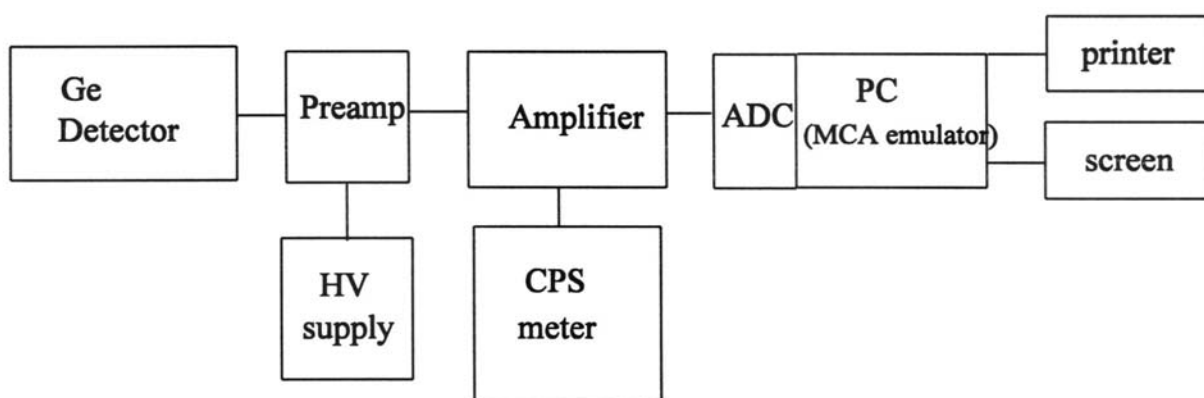 Ge
Detector
Preamp
Amplifier
ADC
PC
(MCA emulator)
printer
screen
HV
supply
CPS
meter